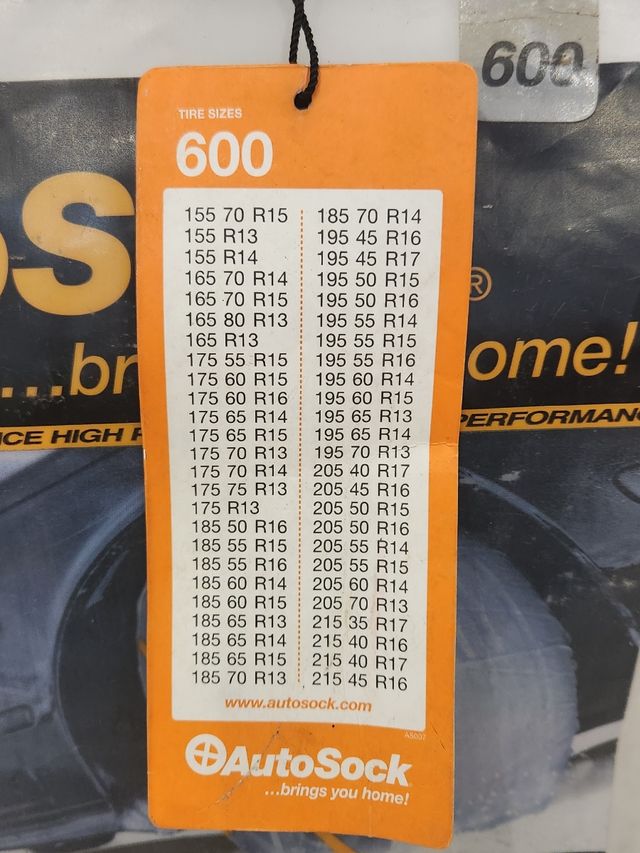 600
TIRE SIZES
600
155 70 R15
155 R13
155 R14
165 70 R14
165 70 R15
165 80 R13
165 R13
175 55 R15
175 60 R15
175 60 R16
175 65 R14
175 65 R15
175 70 R13
175 70 R14
175 75 R13
175 R13
185 50 R16
185 55 R15
185 55 R16
185 60 R14
185 60 R15
185 65 R13
185 65 R14
185 65 R15
185 70 R13
185 70 R14
195 45 R16
195 45 R17
195 50 R15
195 50 R16
195 55 R14
195 55 R15
195 55 R16
195 60 R14
195 60 R15
195 65 R13
195 65 R14
195 70 R13
205 40 R17
205 45 R16
205 50 R15
205 50 R16
205 55 R14
205 55 R15
205 60 R14
205 70 R13
215 35 R17
215 40 R16
215 40 R17
215 45 R16
www.autosock.com
AS007
AutoSock
...brings you home!
oS ®
...br ome!
CE HIGH P PERFORMAN